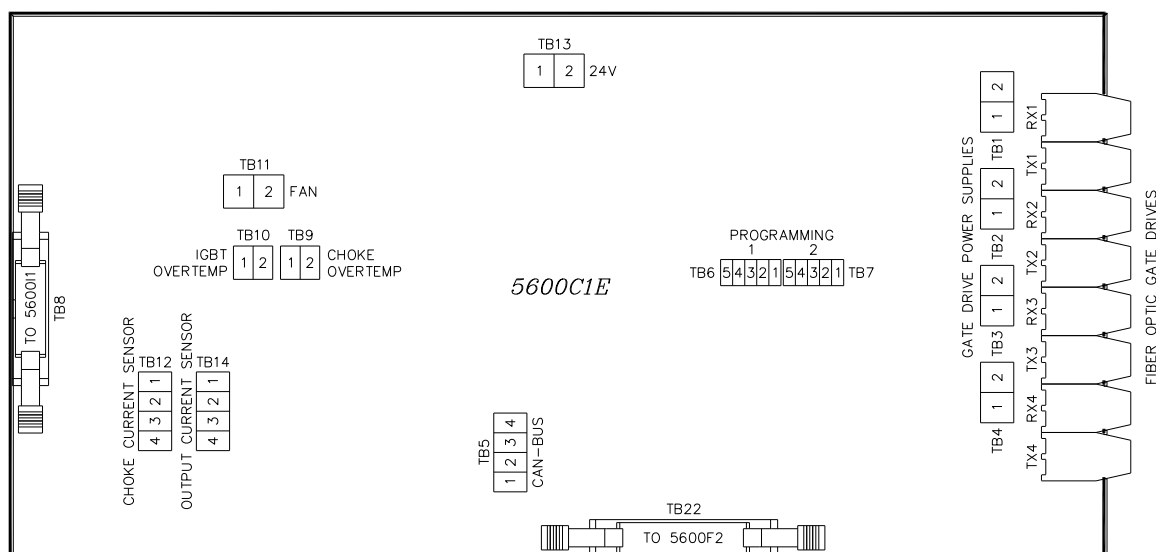 TB13
1 2 24V
TB11
1 2 FAN
TB10 TB9
IGBT OVERTEMP 1 2
1 2 CHOKE OVERTEMP
5600C1E
PROGRAMMING
1 2
TB6 5 4 3 2 1 5 4 3 2 1 TB7
TO 5600I1
TB8
CHOKE CURRENT SENSOR
TB12
1
2
3
4
OUTPUT CURRENT SENSOR
TB14
1
2
3
4
TB5
4
3
2
1
CAN-BUS
TB22
TO 5600F2
GATE DRIVE POWER SUPPLIES
2
1
TB1
2
1
TB2
2
1
TB3
2
1
TB4
RX1
TX1
RX2
TX2
RX3
TX3
RX4
TX4
FIBER OPTIC GATE DRIVES